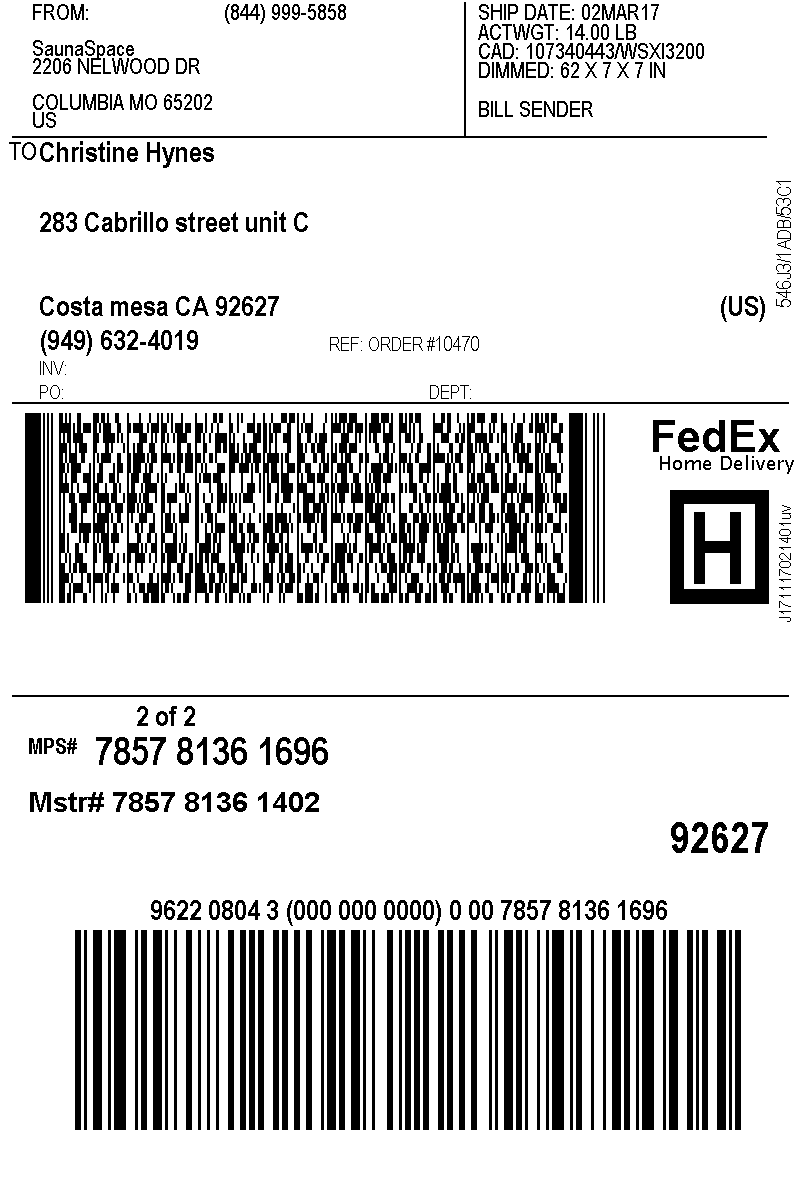 FROM: (844) 999-5858
SaunaSpace
2206 NELWOOD DR
COLUMBIA MO 65202
US
SHIP DATE: 02MAR17
ACTWGT: 14.00 LB
CAD: 107340443/WSXI3200
DIMMED: 62 X 7 X 7 IN
BILL SENDER
TO Christine Hynes
283 Cabrillo street unit C
Costa mesa CA 92627 (US)
(949) 632-4019 REF: ORDER #10470
INV:
PO: DEPT:
546J3/1ADB/53C1
FedEx
Home Delivery
H
J171117021401uv
2 of 2
MPS# 7857 8136 1696
Mstr# 7857 8136 1402
92627
9622 0804 3 (000 000 0000) 0 00 7857 8136 1696